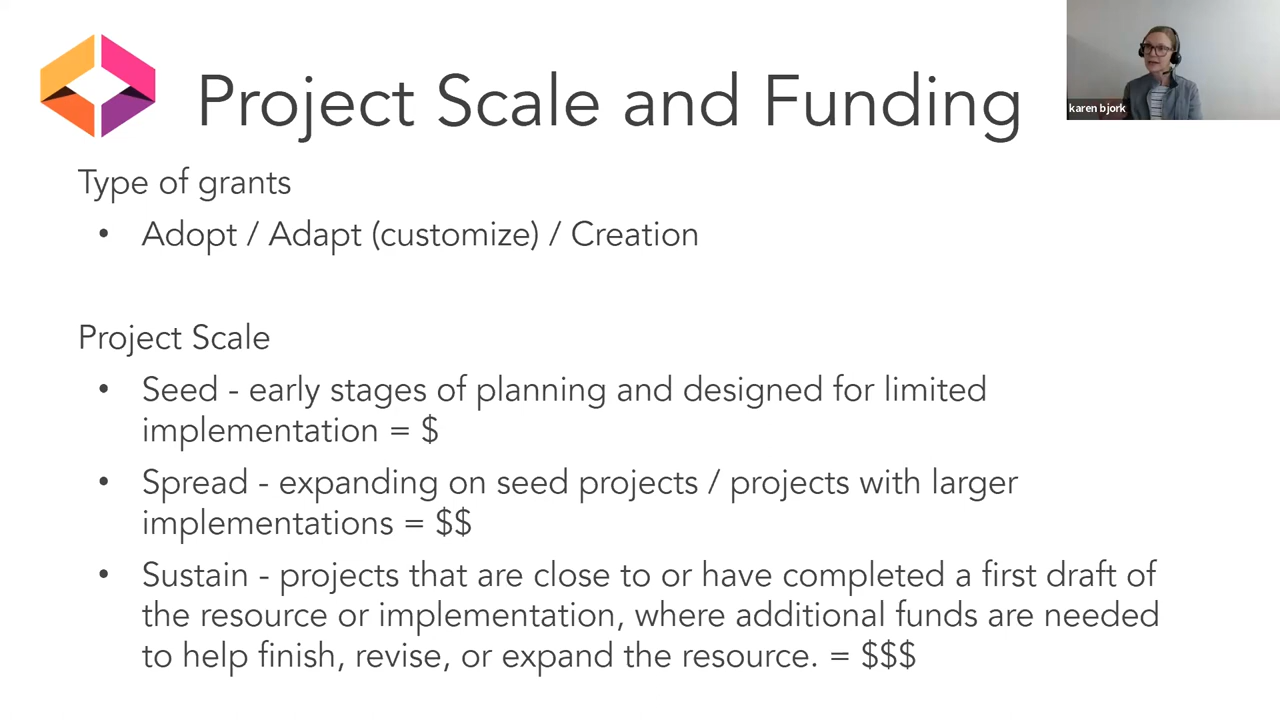 Project Scale and Funding
karen bjork
Type of grants
• Adopt / Adapt (customize) / Creation
Project Scale
• Seed - early stages of planning and designed for limited
implementation = $
• Spread - expanding on seed projects / projects with larger
implementations = $$
• Sustain - projects that are close to or have completed a first draft of
the resource or implementation, where additional funds are needed
to help finish, revise, or expand the resource. = $$$